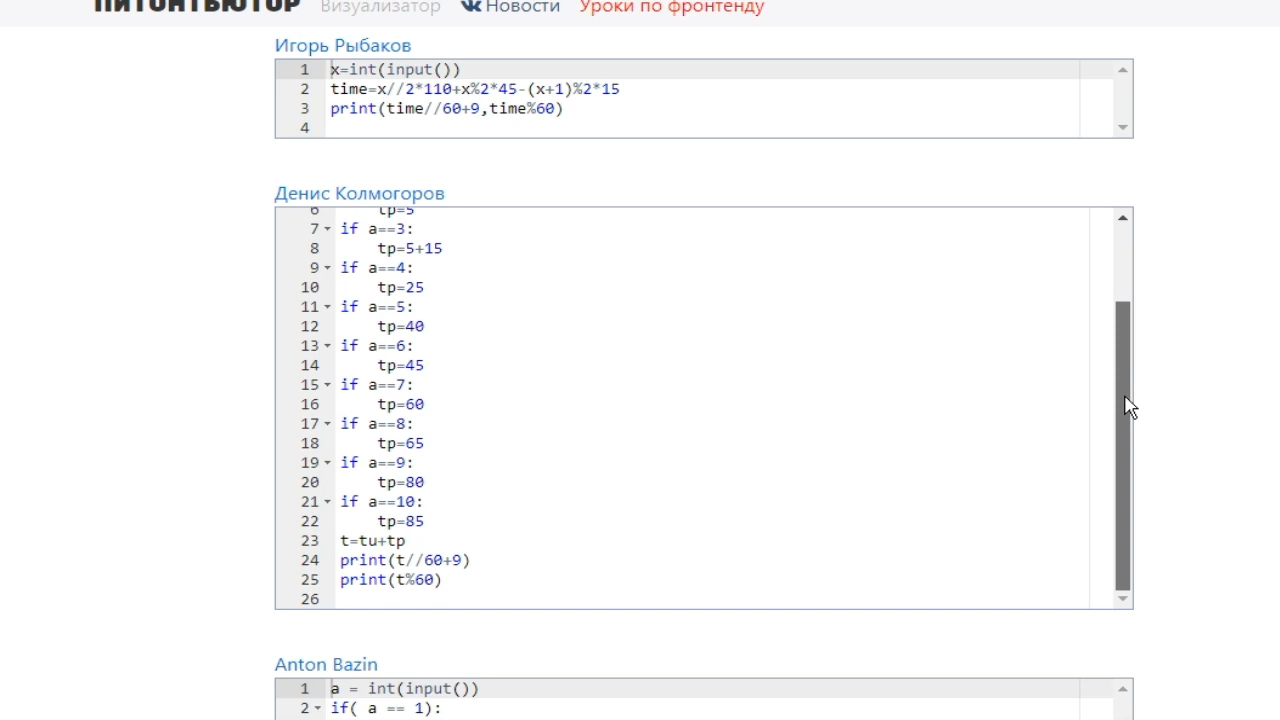 ПИТОНТЬЮТОР Визуализатор Новости Уроки по фронтенду
Игорь Рыбаков
1 x=int(input())
2 time=x//2*110+x%2*45-(x+1)%2*15
3 print(time//60+9,time%60)
4
Денис Колмогоров
6 tp=5
7 if a==3:
8 tp=5+15
9 if a==4:
10 tp=25
11 if a==5:
12 tp=40
13 if a==6:
14 tp=45
15 if a==7:
16 tp=60
17 if a==8:
18 tp=65
19 if a==9:
20 tp=80
21 if a==10:
22 tp=85
23 t=tu+tp
24 print(t//60+9)
25 print(t%60)
26
Anton Bazin
1 a = int(input())
2 if( a == 1):